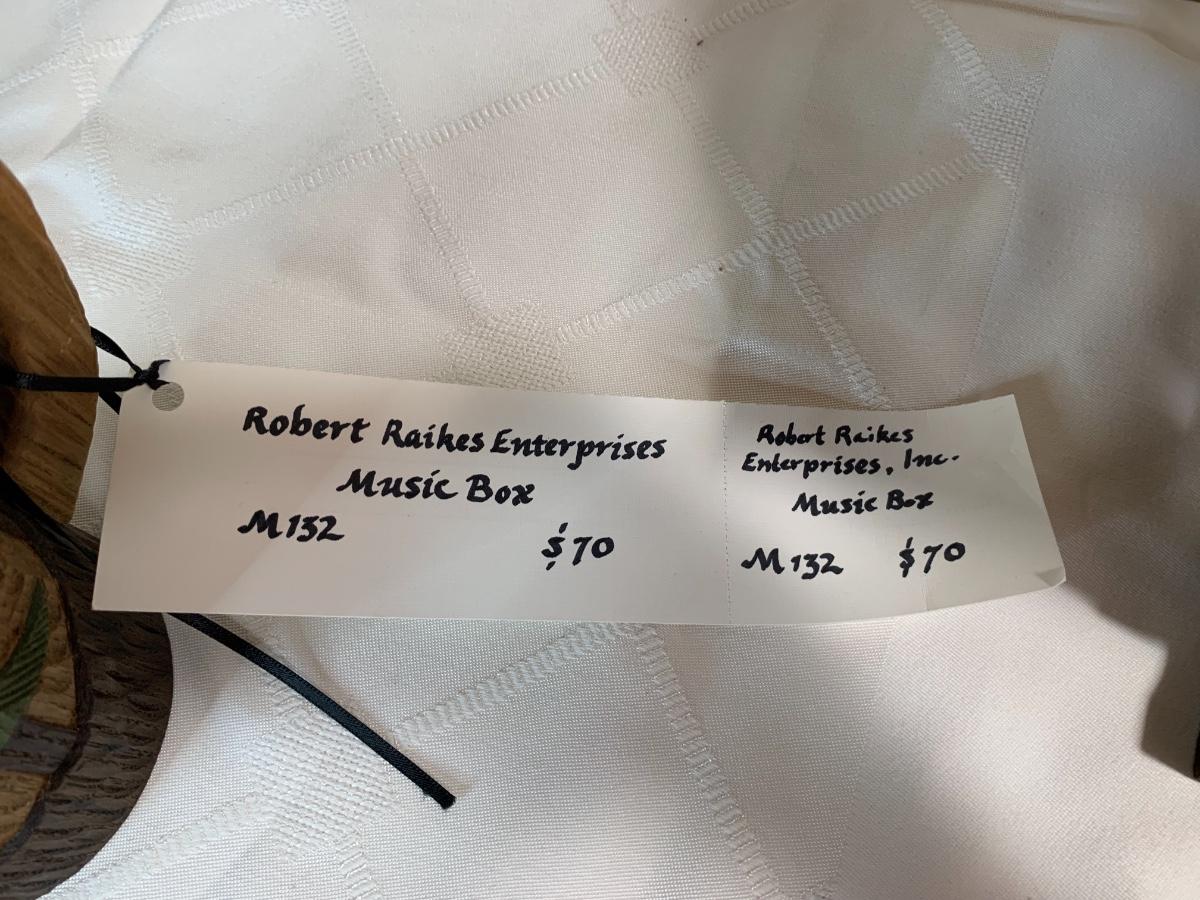 Robert Raikes Enterprises
Music Box
M132 $70
Robert Raikes
Enterprises, Inc.
Music Box
M132 $70